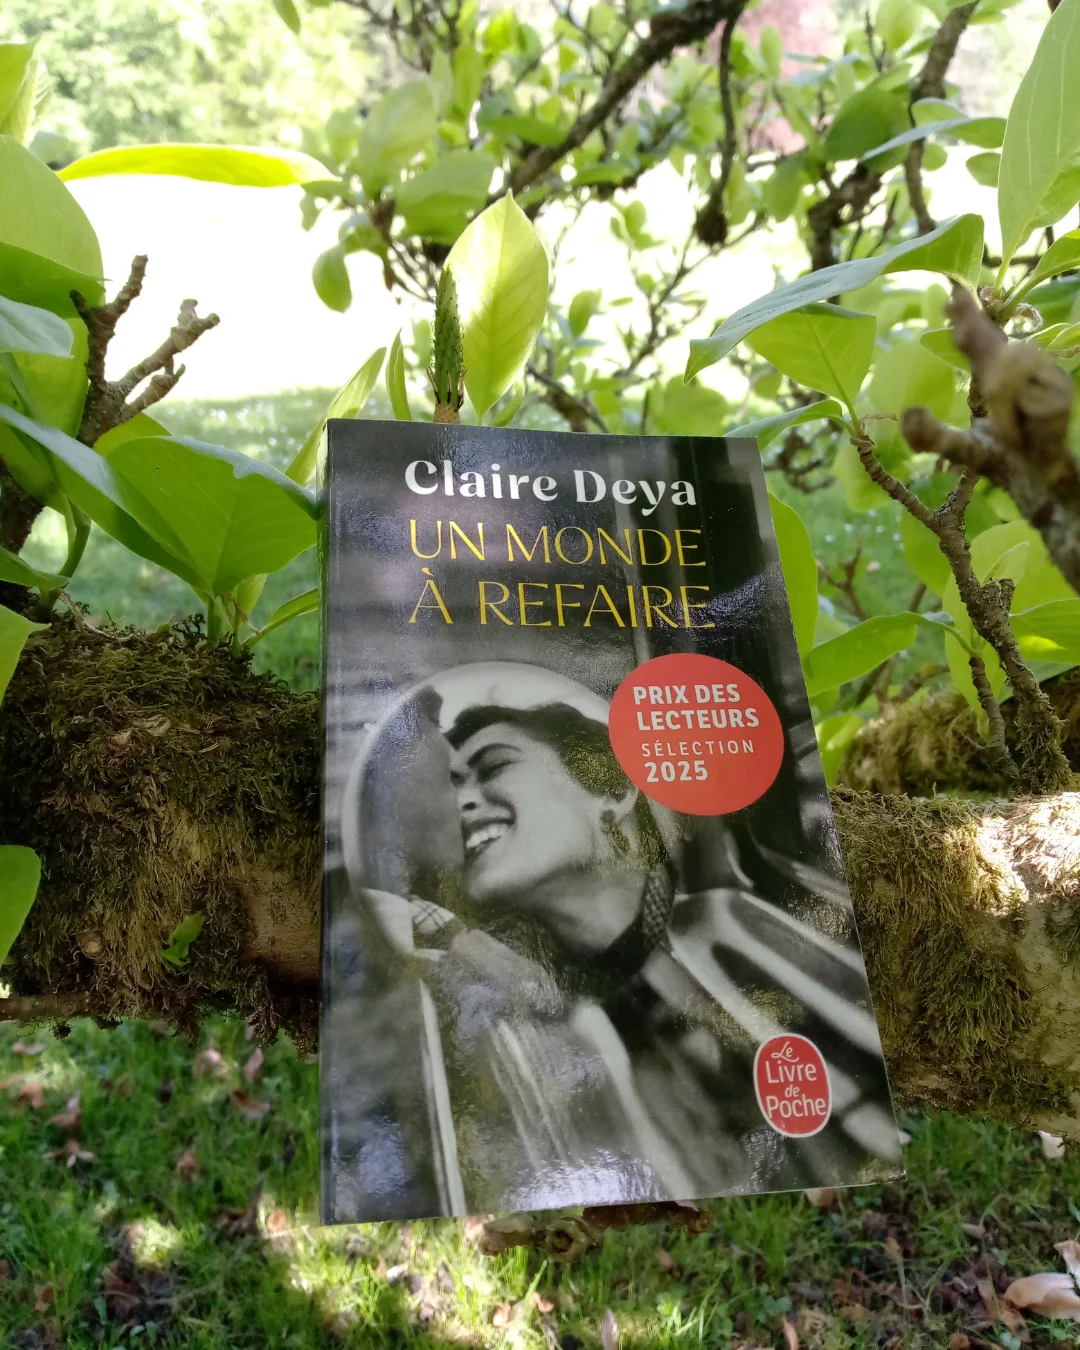 Claire Deya
UN MONDE
À REFAIRE
PRIX DES
LECTEURS
SÉLECTION
2025
Le
Livre
de
Poche